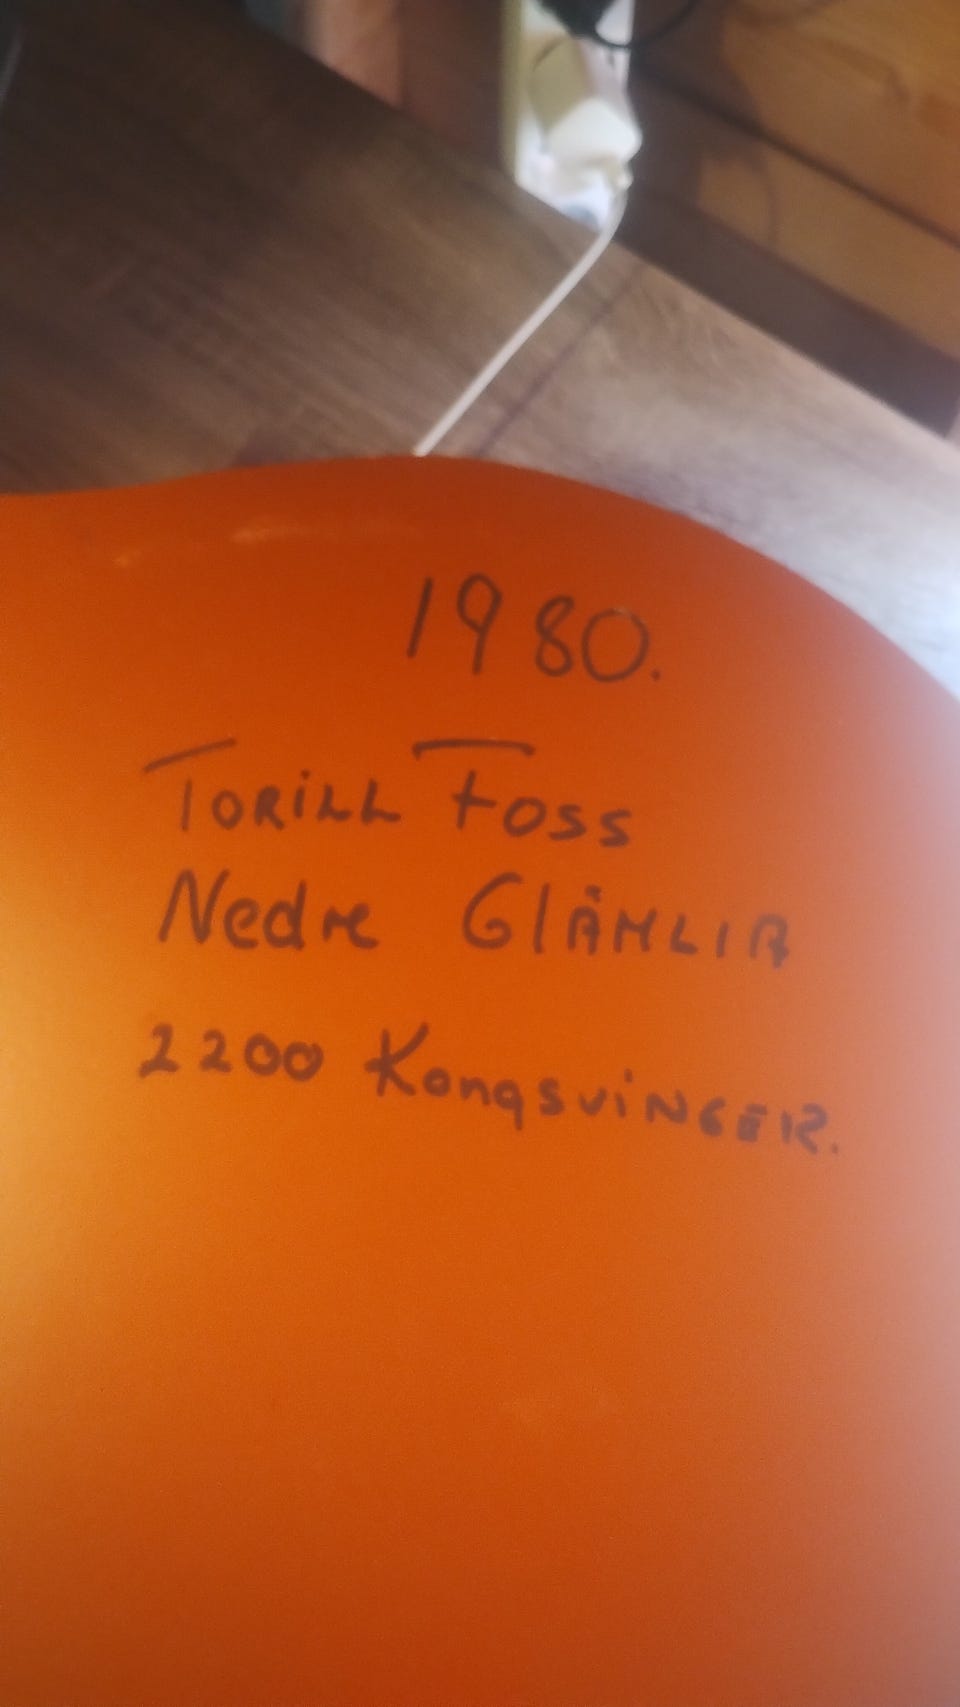 1980.
Torill Foss
Nedre GlåMLIA
2200 KongsviNGER.